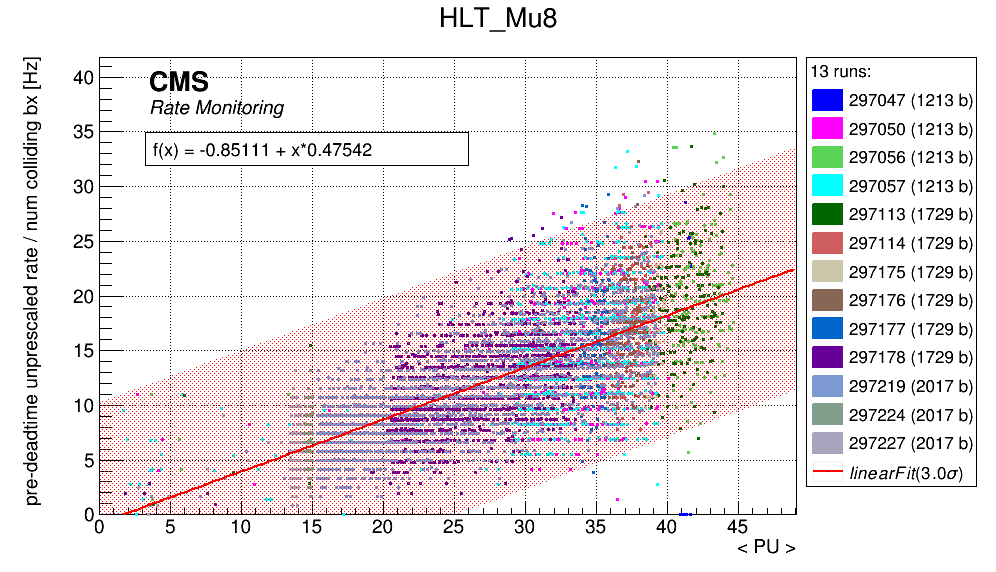 HLT_Mu8
pre-deadtime unprescaled rate / num colliding bx [Hz]
40
35
30
25
20
15
10
5
0
CMS
Rate Monitoring
f(x) = -0.85111 + x*0.47542
0 5 10 15 20 25 30 35 40 45
< PU >
13 runs:
297047 (1213 b)
297050 (1213 b)
297056 (1213 b)
297057 (1213 b)
297113 (1729 b)
297114 (1729 b)
297175 (1729 b)
297176 (1729 b)
297177 (1729 b)
297178 (1729 b)
297219 (2017 b)
297224 (2017 b)
297227 (2017 b)
linearFit(3.0σ)